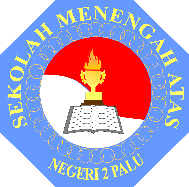 SEKOLAH MENENGAH ATAS
NEGERI 2 PALU